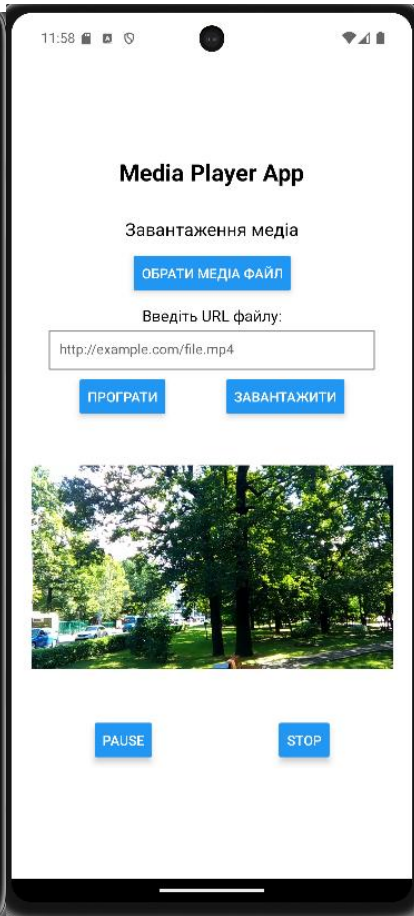 11:58
Media Player App
Завантаження медіа
ОБРАТИ МЕДІА ФАЙЛ
Введіть URL файлу:
http://example.com/file.mp4
ПРОГРАТИ ЗАВАНТАЖИТИ
PAUSE STOP